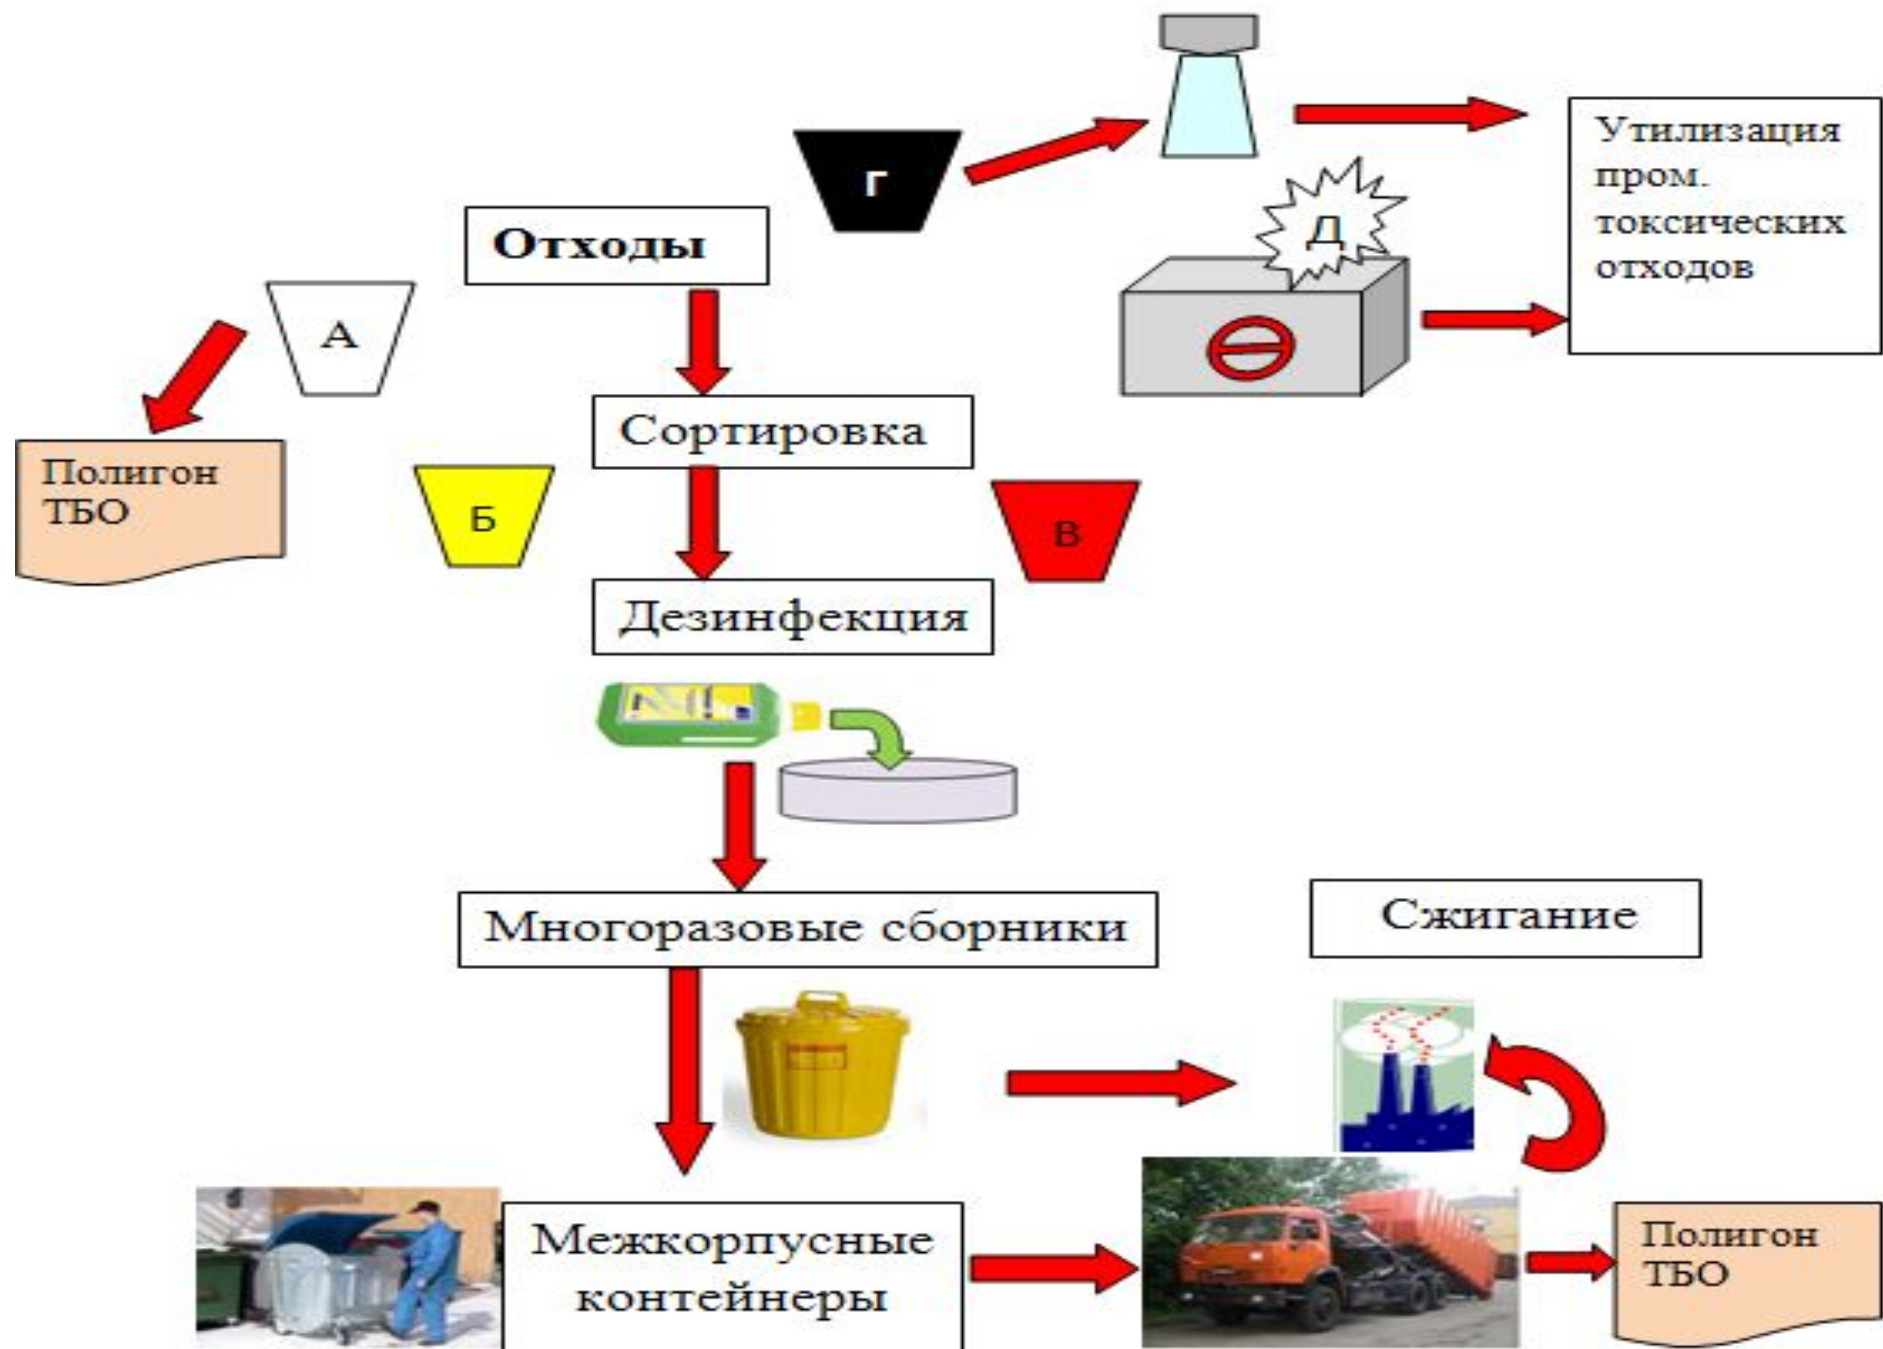 Г
Утилизация
пром.
токсических
отходов
Д
Отходы
А
Сортировка
Полигон
ТБО
Б
В
Дезинфекция
Многоразовые сборники
Сжигание
Межкорпусные
контейнеры
Полигон
ТБО